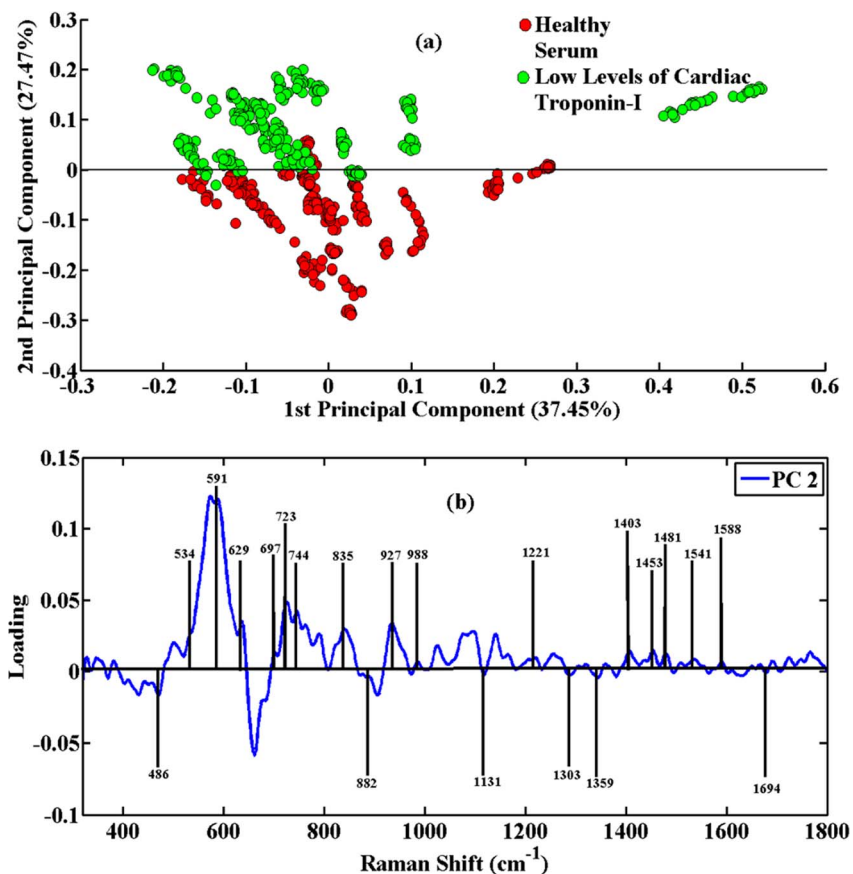 0.3
0.2
0.1
0
-0.1
-0.2
-0.3
-0.4
2nd Principal Component (27.47%)
(a)
Healthy
Serum
Low Levels of Cardiac
Troponin-I
-0.3 -0.2 -0.1 0 0.1 0.2 0.3 0.4 0.5 0.6
1st Principal Component (37.45%)
0.15
0.1
0.05
0
-0.05
-0.1
Loading
(b)
PC 2
591
534 629 697 723 744 835 927 988 1221 1403 1453 1481 1541 1588
486 882 1131 1303 1359 1694
400 600 800 1000 1200 1400 1600 1800
Raman Shift (cm⁻¹)